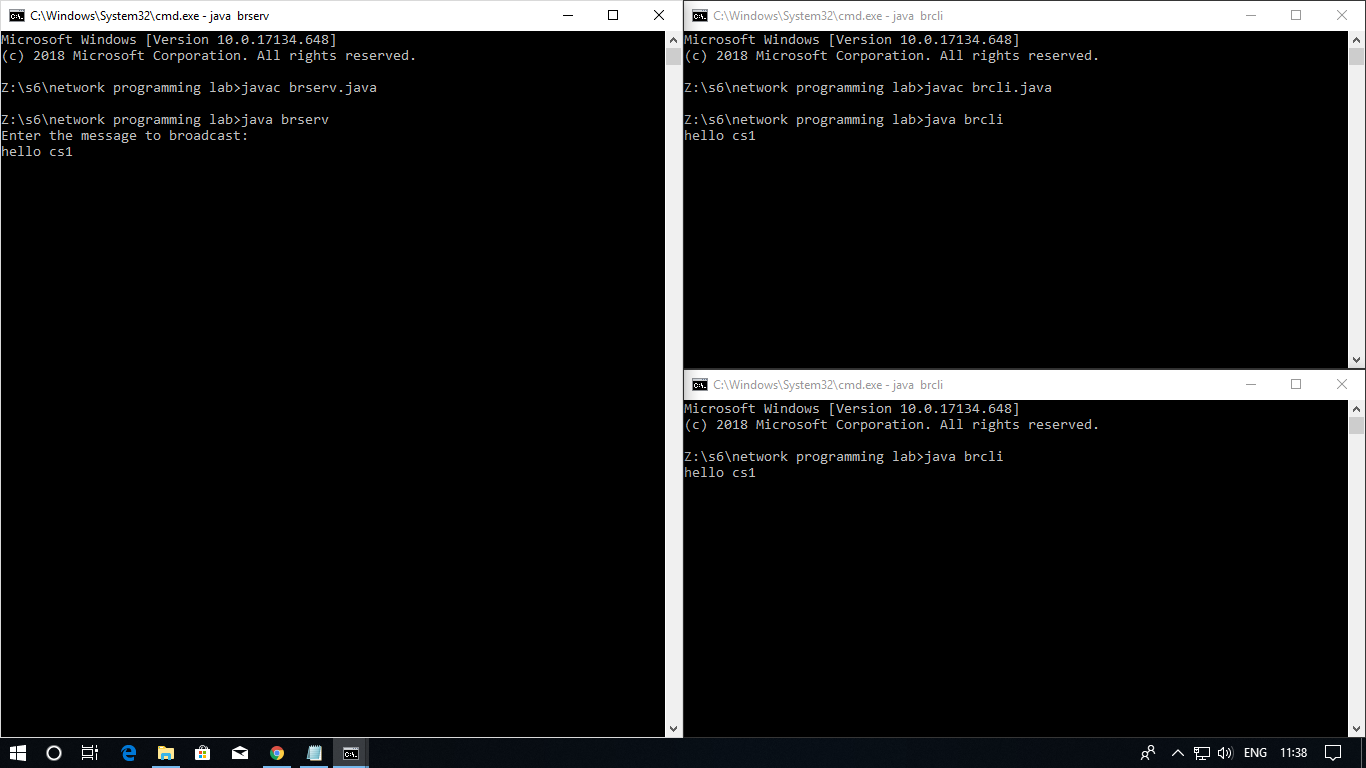 C:\Windows\System32\cmd.exe - java  brserv
Microsoft Windows [Version 10.0.17134.648]
(c) 2018 Microsoft Corporation. All rights reserved.
Z:\s6\network programming lab>javac brserv.java
Z:\s6\network programming lab>java brserv
Enter the message to broadcast:
hello cs1
C:\Windows\System32\cmd.exe - java  brcli
Microsoft Windows [Version 10.0.17134.648]
(c) 2018 Microsoft Corporation. All rights reserved.
Z:\s6\network programming lab>javac brcli.java
Z:\s6\network programming lab>java brcli
hello cs1
C:\Windows\System32\cmd.exe - java  brcli
Microsoft Windows [Version 10.0.17134.648]
(c) 2018 Microsoft Corporation. All rights reserved.
Z:\s6\network programming lab>java brcli
hello cs1
ENG 11:38